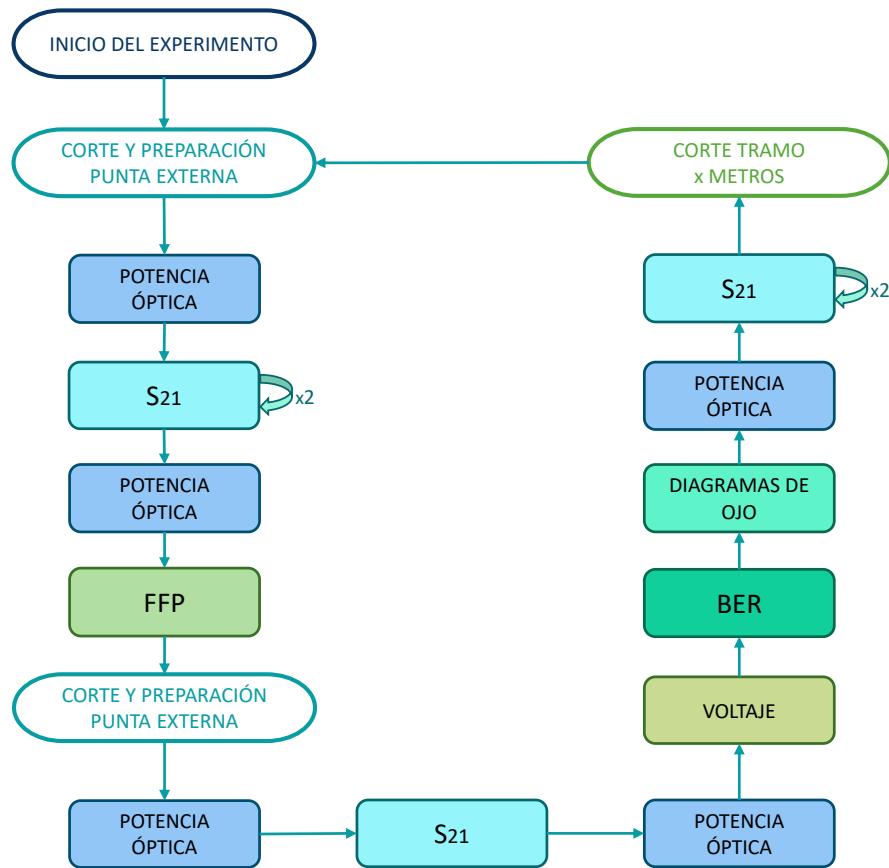 INICIO DEL EXPERIMENTO
CORTE Y PREPARACIÓN
PUNTA EXTERNA
POTENCIA
ÓPTICA
S21
x2
POTENCIA
ÓPTICA
FFP
CORTE Y PREPARACIÓN
PUNTA EXTERNA
POTENCIA
ÓPTICA
S21
POTENCIA
ÓPTICA
VOLTAJE
BER
DIAGRAMAS DE
OJO
POTENCIA
ÓPTICA
S21
x2
CORTE TRAMO
x METROS